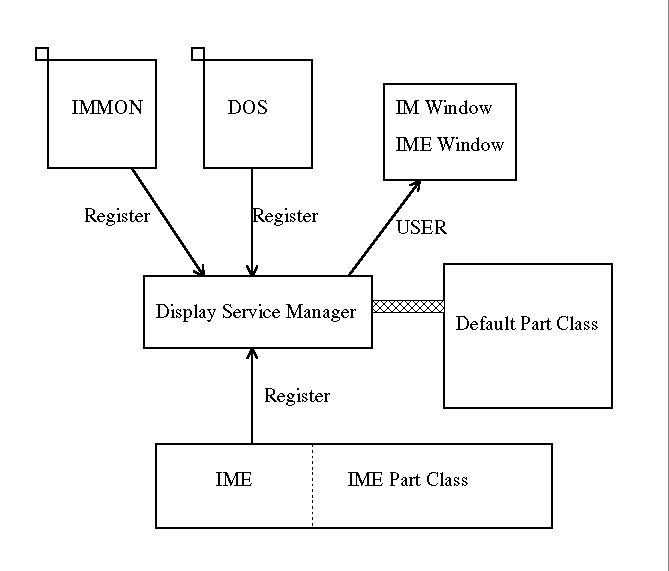 IMMON
DOS
IM Window
IME Window
Register
Register
USER
Display Service Manager
Default Part Class
Register
IME
IME Part Class